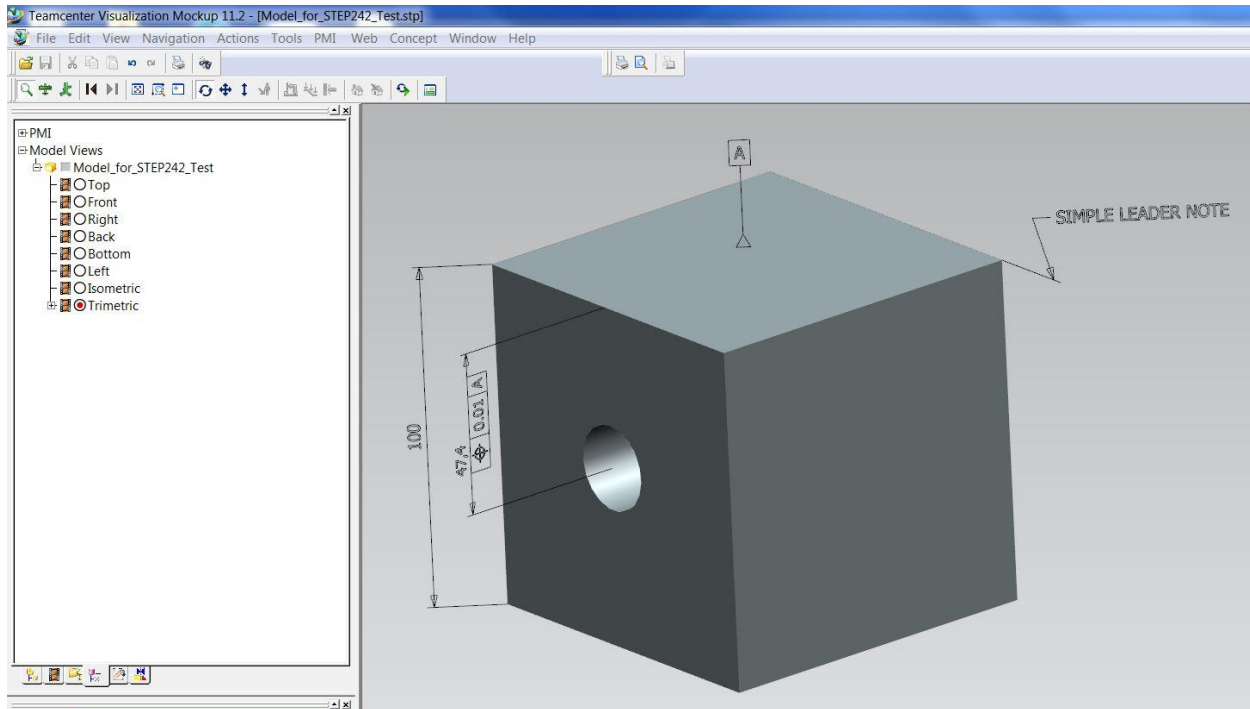 Teamcenter Visualization Mockup 11.2 - [Model_for_STEP242_Test.stp]
File Edit View Navigation Actions Tools PMI Web Concept Window Help
PMI
Model Views
Model_for_STEP242_Test
Top
Front
Right
Back
Bottom
Left
Isometric
Trimetric
A
SIMPLE LEADER NOTE
100
47,4
0.01 A